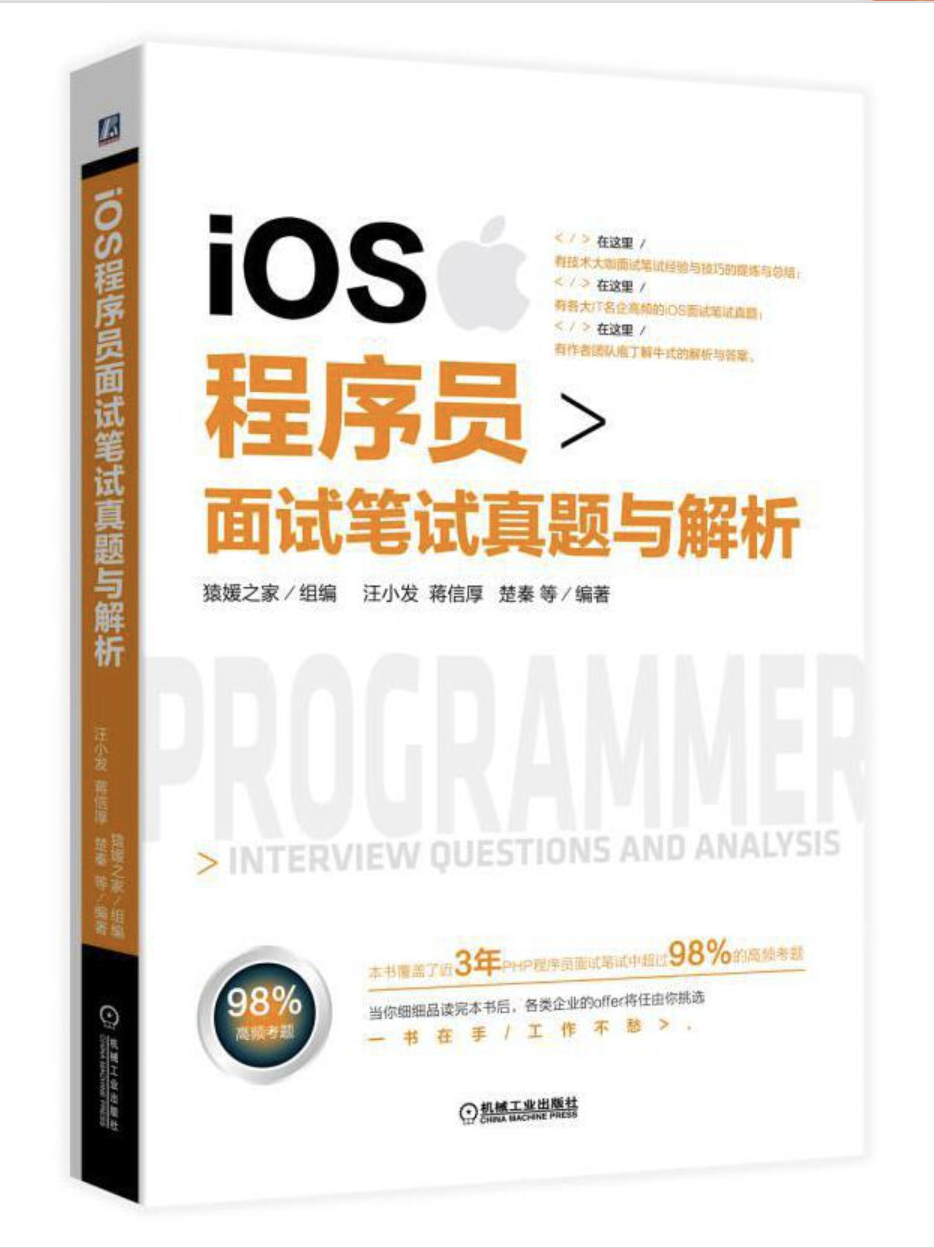 iOS程序员面试笔试真题与解析
汪小发 蒋信厚 楚秦 等/编著
猿媛之家/组编
机械工业出版社
CHINA MACHINE PRESS
iOS
</>在这里/
有技术大咖面试笔试经验与技巧的提炼与总结；
</>在这里/
有各大IT名企高频的iOS面试笔试真题；
</>在这里/
有作者团队庖丁解牛式的解析与答案。
程序员 >
面试笔试真题与解析
猿媛之家/组编 汪小发 蒋信厚 楚秦 等/编著
PROGRAMMER
> INTERVIEW QUESTIONS AND ANALYSIS
98%
高频考题
本书覆盖了近3年PHP程序员面试笔试中超过98%的高频考题
当你细细品读完本书后，各类企业的offer将任由你挑选
一书在手/工作不愁>.
机械工业出版社
CHINA MACHINE PRESS